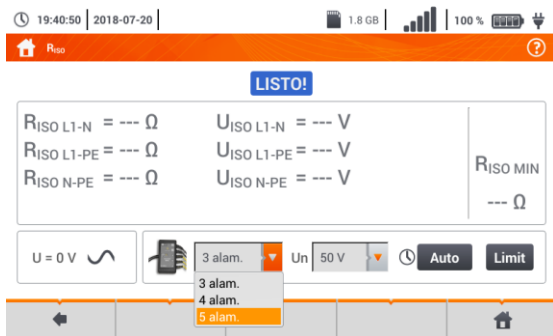 19:40:50 2018-07-20 1.8 GB 100 %
RISO ?
LISTO!
RISO L1-N = --- Ω UISO L1-N = --- V
RISO L1-PE = --- Ω UISO L1-PE = --- V
RISO N-PE = --- Ω UISO N-PE = --- V
RISO MIN
--- Ω
U = 0 V 3 alam. Un 50 V Auto Limit
3 alam.
4 alam.
5 alam.